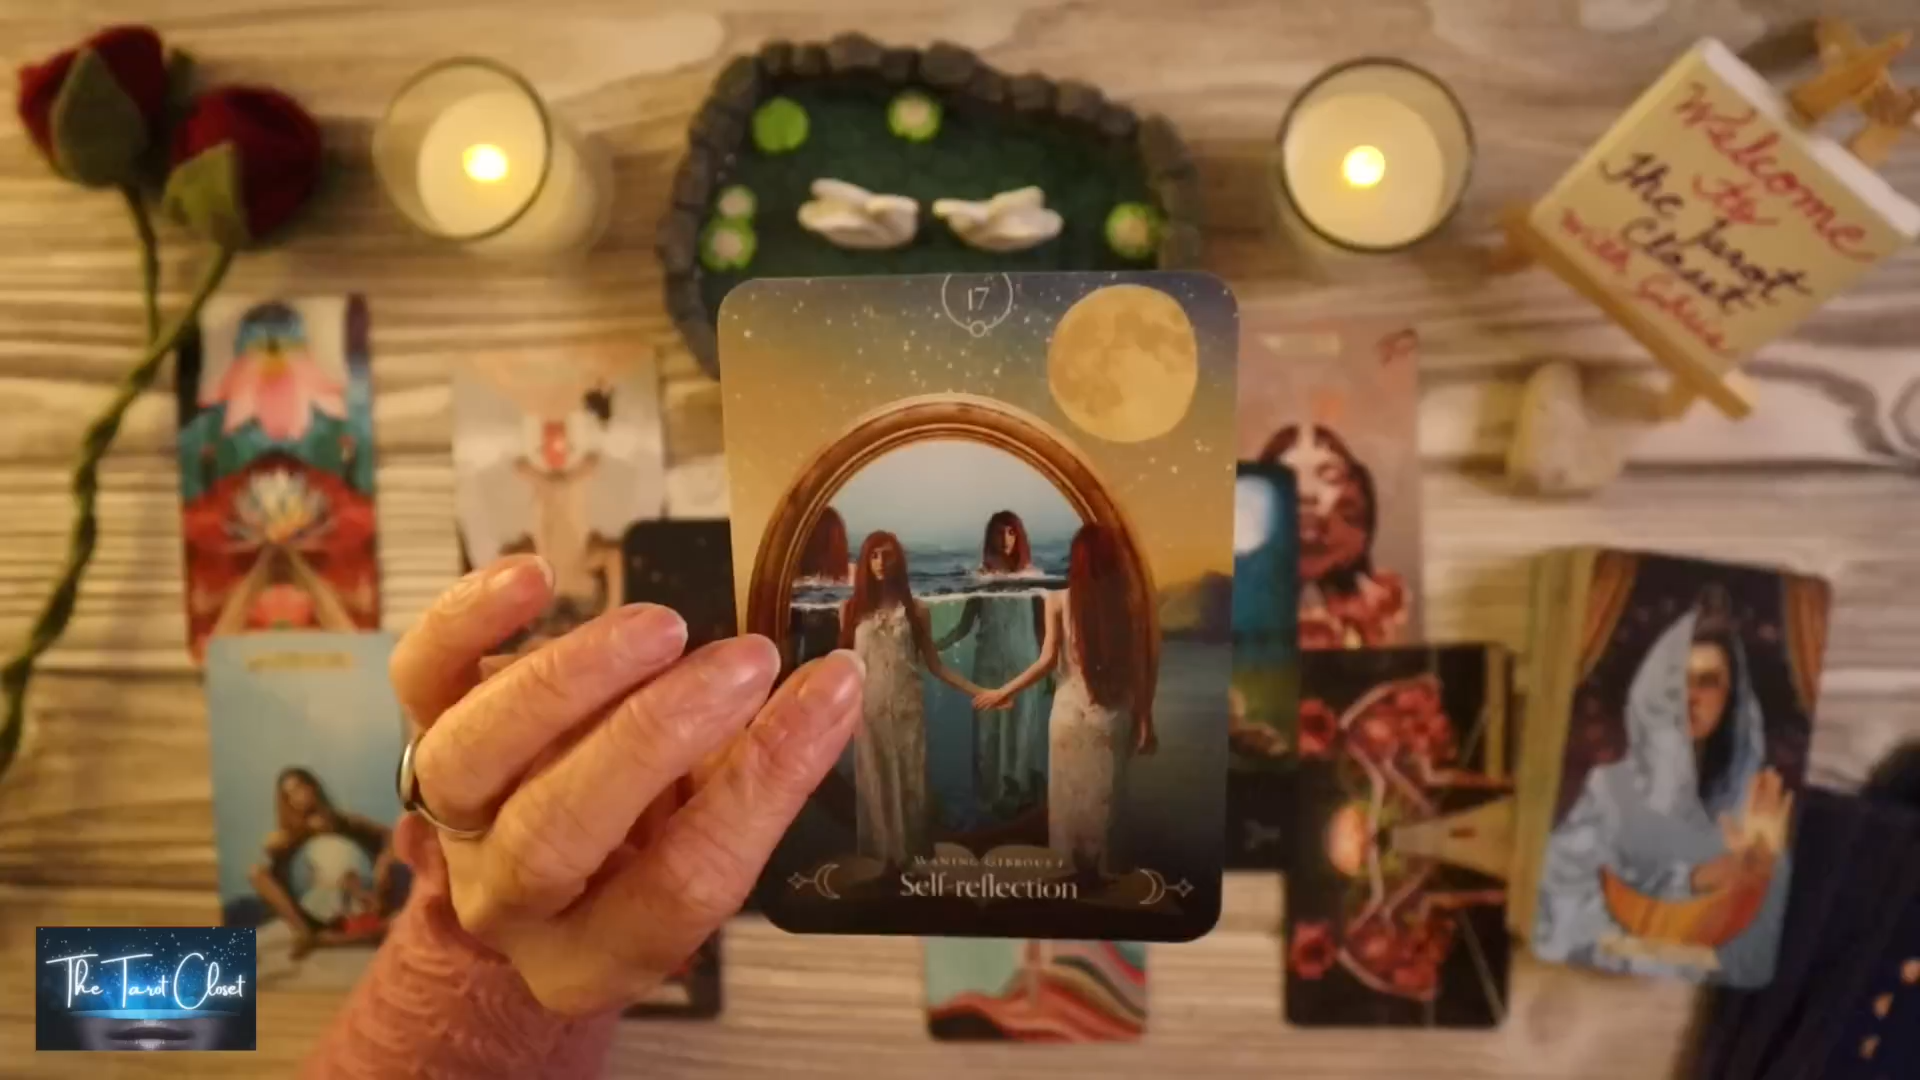 Welcome
to
The Tarot
Closet
with
17
WANING GIBBOUS I
Self-reflection
The Tarot Closet